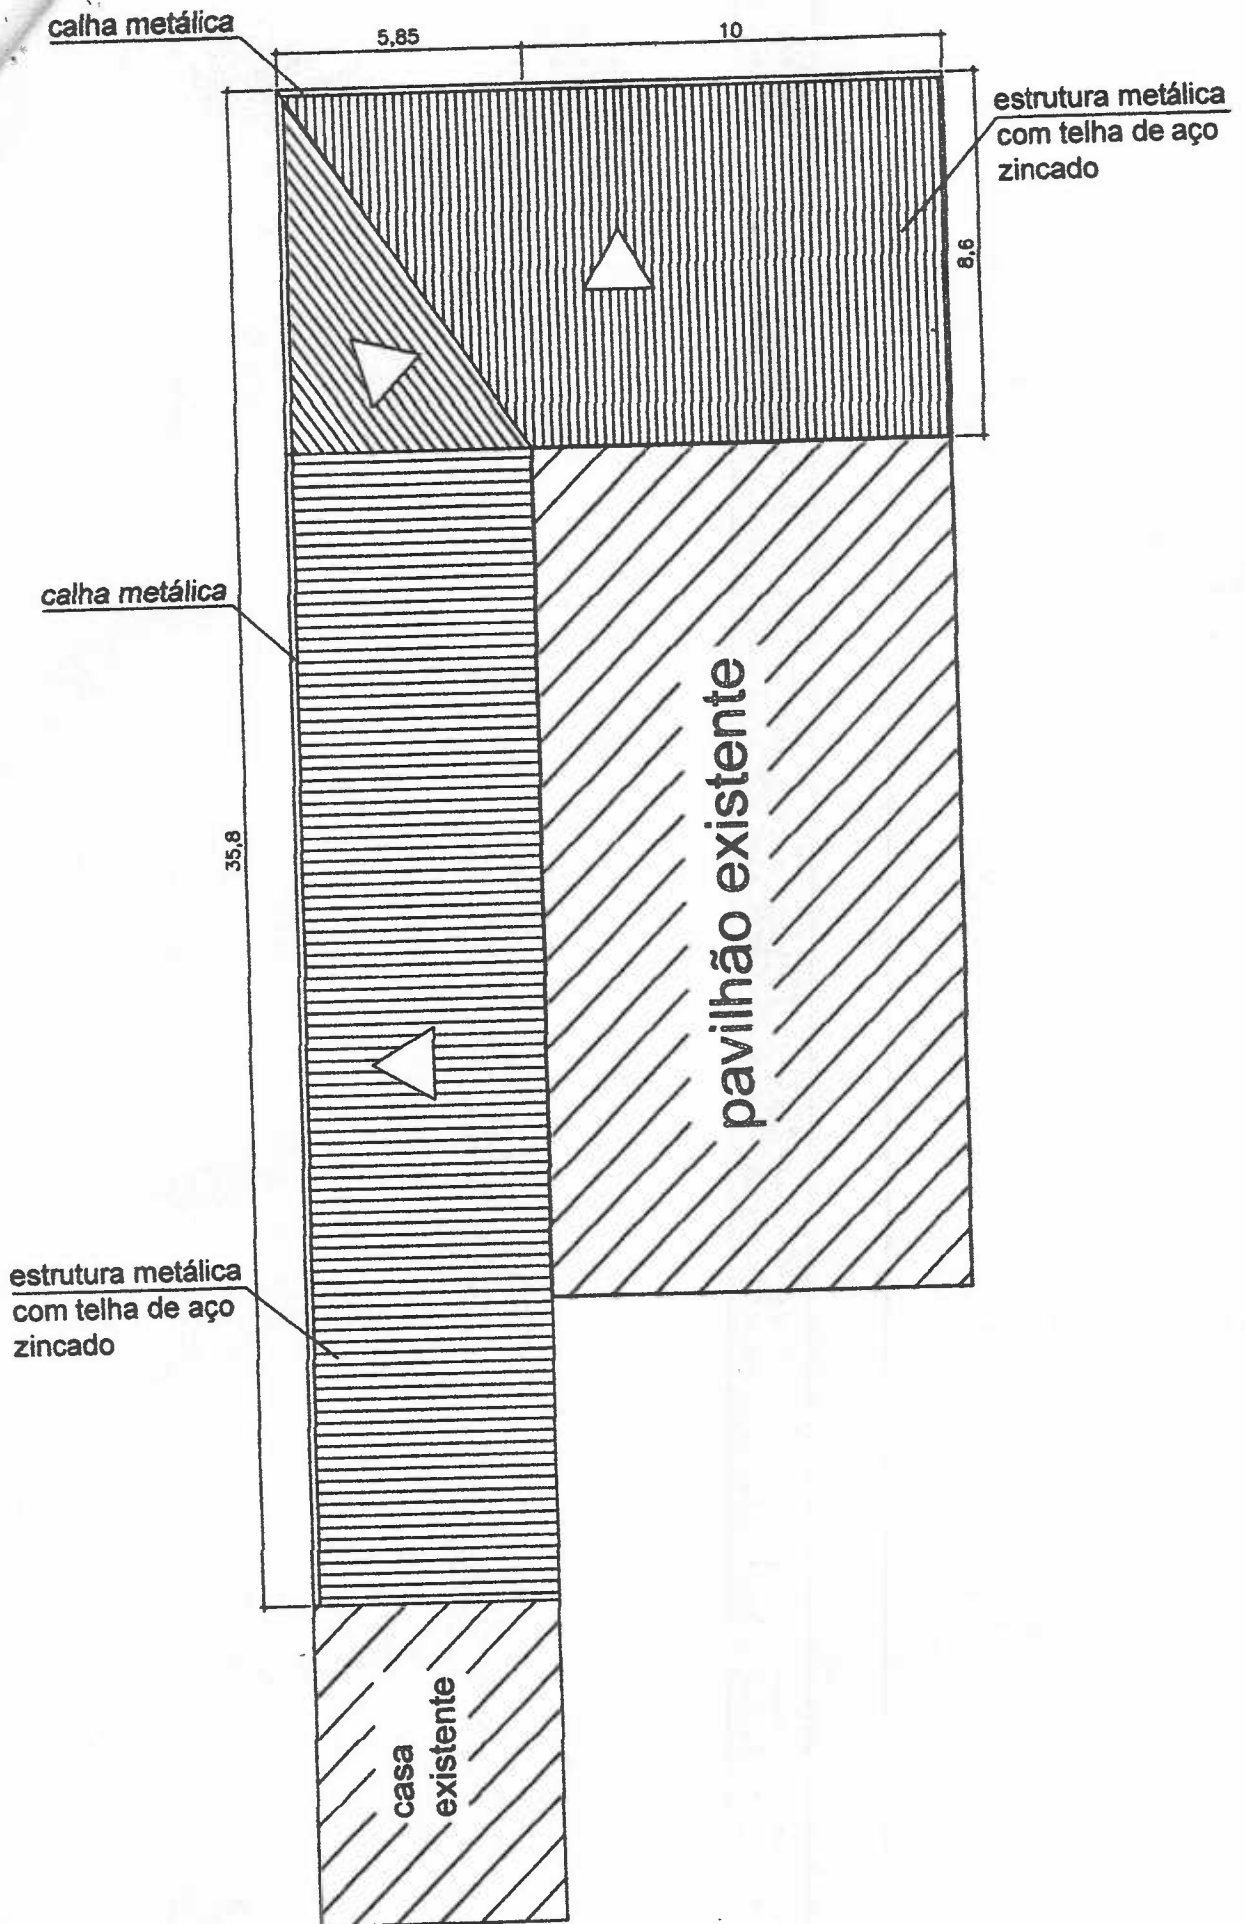 calha metálica
5,85
10
estrutura metálica
com telha de aço
zincado
8,6
calha metálica
35,8
pavilhão existente
estrutura metálica
com telha de aço
zincado
casa
existente